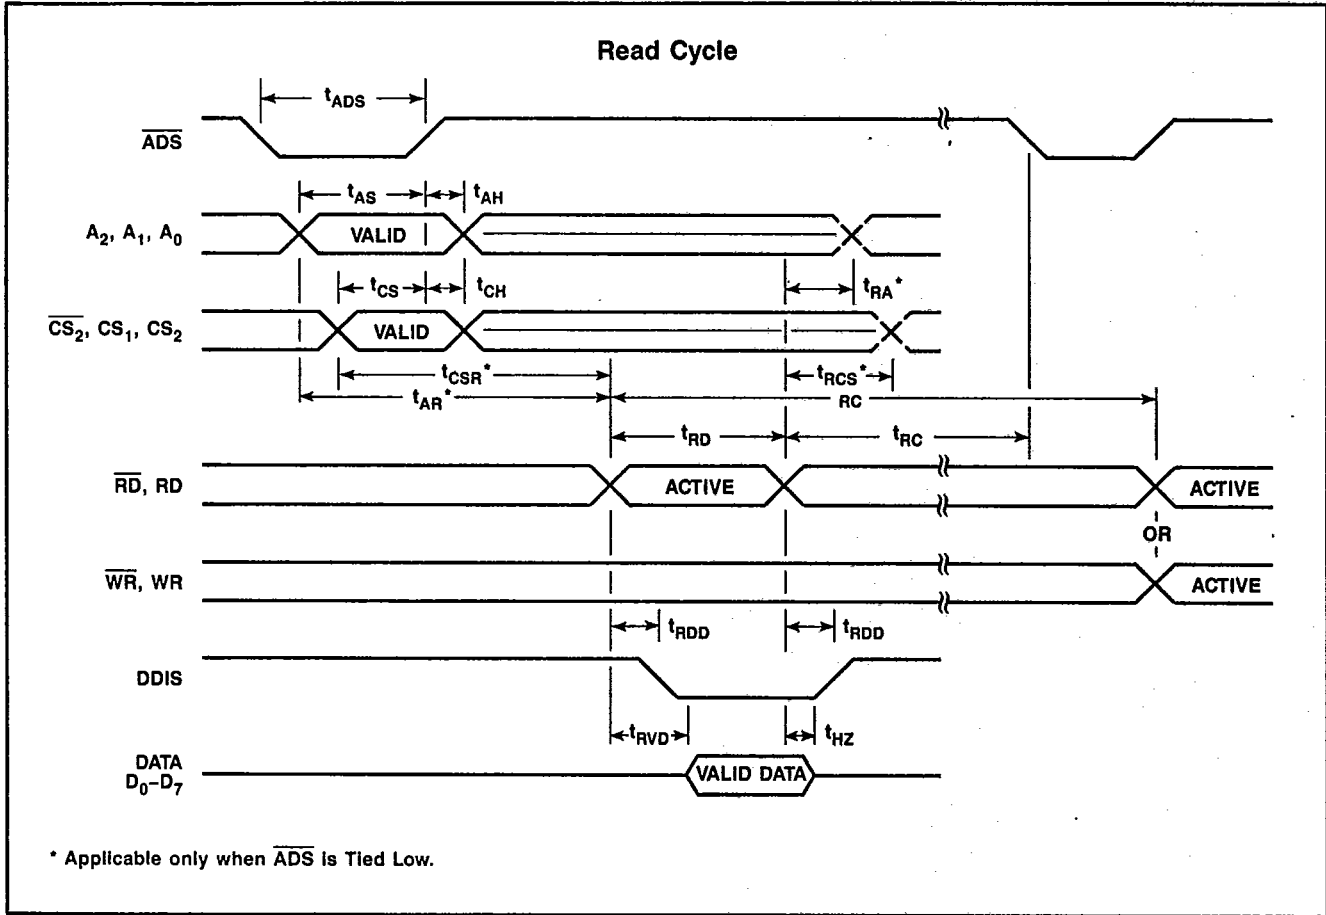 Read Cycle
tADS
ADS
tAS
tAH
A2, A1, A0
VALID
tCS
tCH
tRA*
CS2, CS1, CS2
VALID
tCSR*
tRCS*
tAR*
RC
tRD
tRC
RD, RD
ACTIVE
ACTIVE
OR
WR, WR
ACTIVE
tRDD
tRDD
DDIS
tRVD
tHZ
DATA
D0–D7
VALID DATA
* Applicable only when ADS is Tied Low.